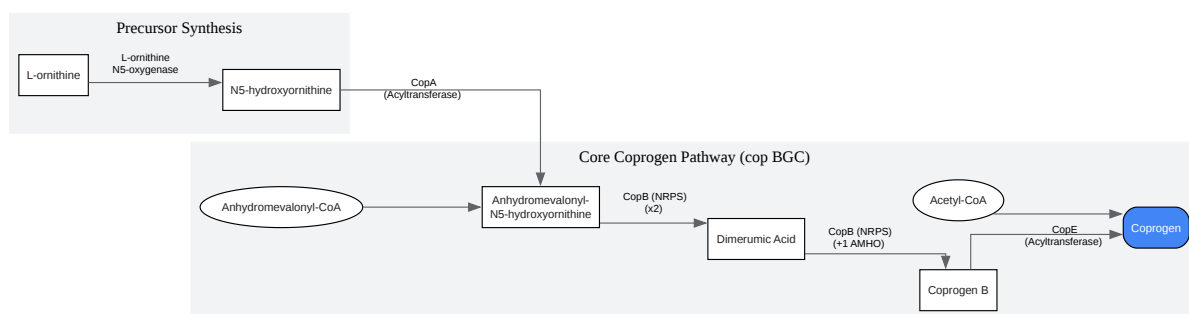 Precursor Synthesis
L-ornithine
L-ornithine
N5-oxygenase
N5-hydroxyornithine
CopA
(Acyltransferase)
Core Coprogen Pathway (cop BGC)
Anhydromevalonyl-CoA
Anhydromevalonyl-
N5-hydroxyornithine
CopB (NRPS)
(x2)
Dimerumic Acid
CopB (NRPS)
(+1 AMHO)
Coprogen B
Acetyl-CoA
CopE
(Acyltransferase)
Coprogen